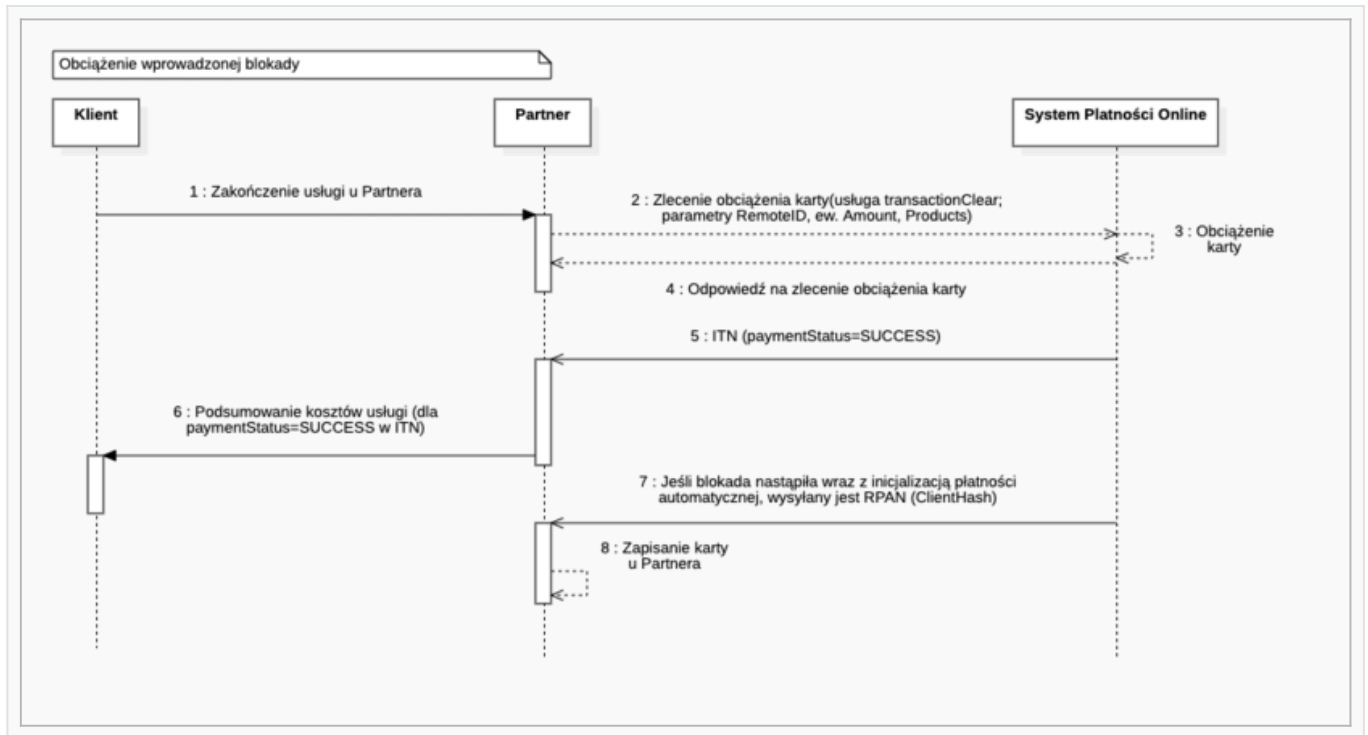 Obciążenie wprowadzonej blokady
Klient
Partner
System Płatności Online
1 : Zakończenie usługi u Partnera
2 : Zlecenie obciążenia karty(usługa transactionClear;
parametry RemoteID, ew. Amount, Products)
3 : Obciążenie
karty
4 : Odpowiedź na zlecenie obciążenia karty
5 : ITN (paymentStatus=SUCCESS)
6 : Podsumowanie kosztów usługi (dla
paymentStatus=SUCCESS w ITN)
7 : Jeśli blokada nastąpiła wraz z inicjalizacją płatności
automatycznej, wysyłany jest RPAN (ClientHash)
8 : Zapisanie karty
u Partnera